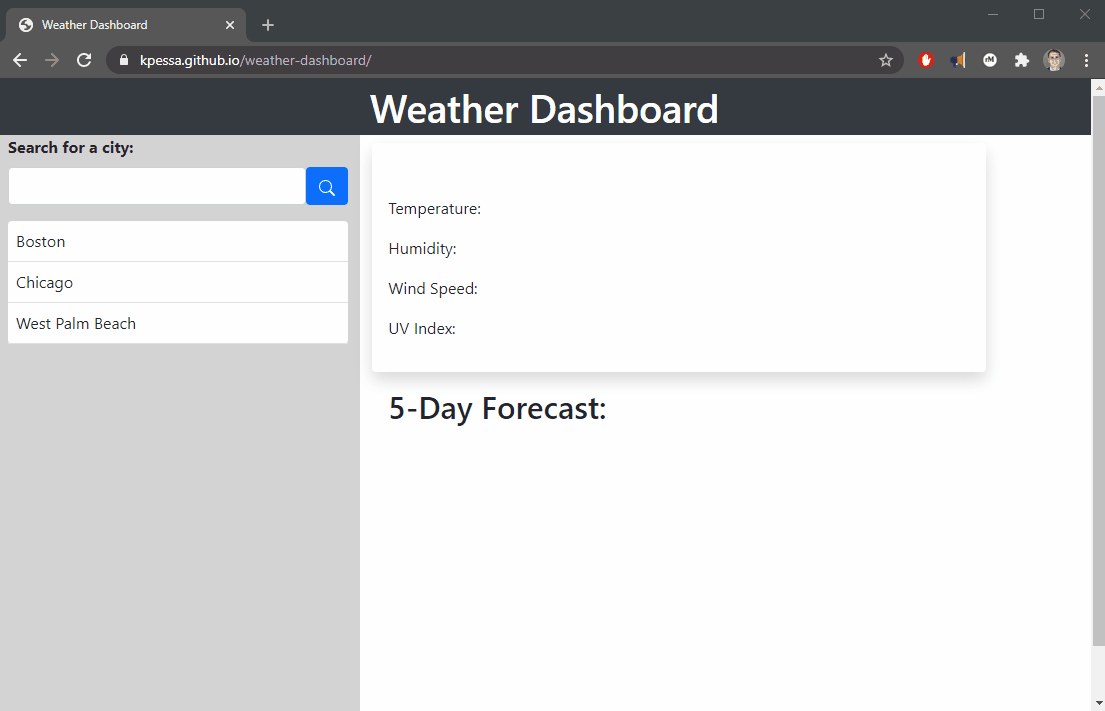 Weather Dashboard
kpessa.github.io/weather-dashboard/
Weather Dashboard
Search for a city:
Boston
Chicago
West Palm Beach
Temperature:
Humidity:
Wind Speed:
UV Index:
5-Day Forecast: